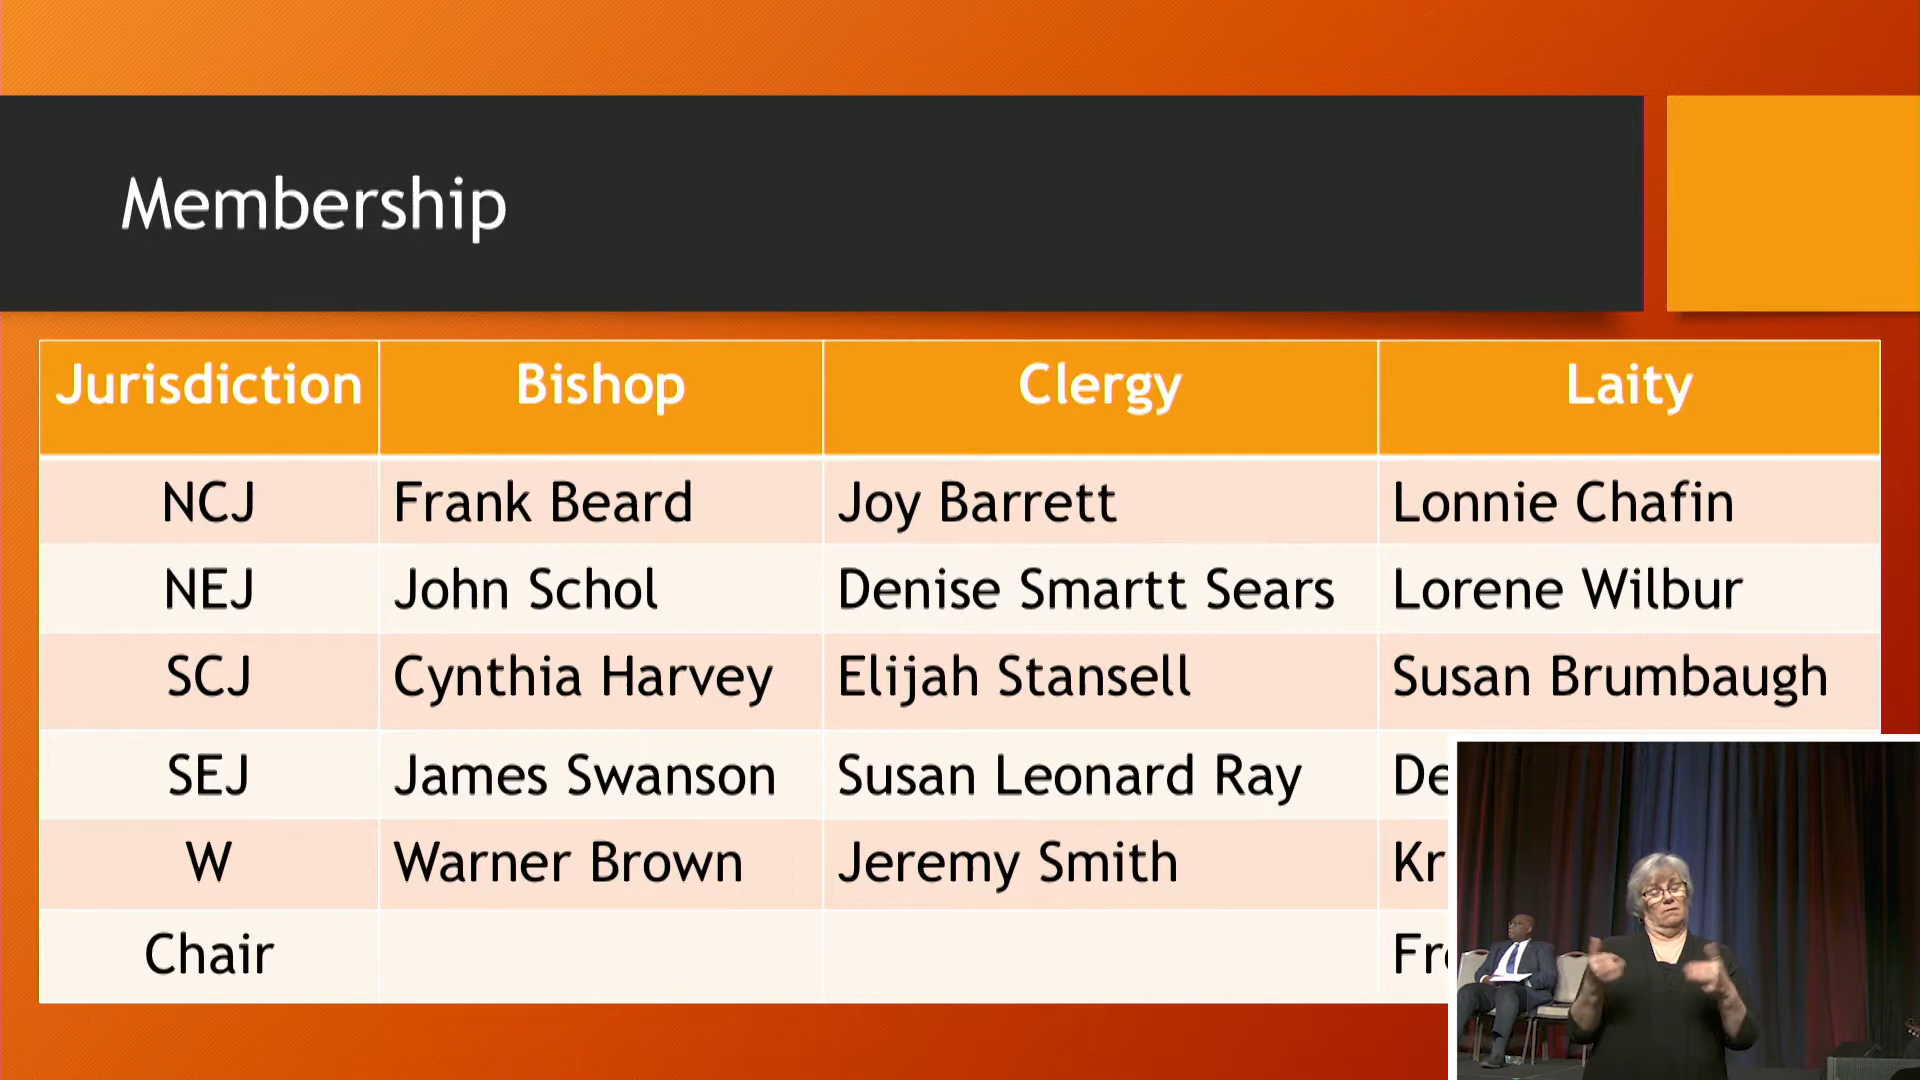 Membership
Jurisdiction Bishop Clergy Laity
NCJ Frank Beard Joy Barrett Lonnie Chafin
NEJ John Schol Denise Smartt Sears Lorene Wilbur
SCJ Cynthia Harvey Elijah Stansell Susan Brumbaugh
SEJ James Swanson Susan Leonard Ray
W Warner Brown Jeremy Smith
Chair